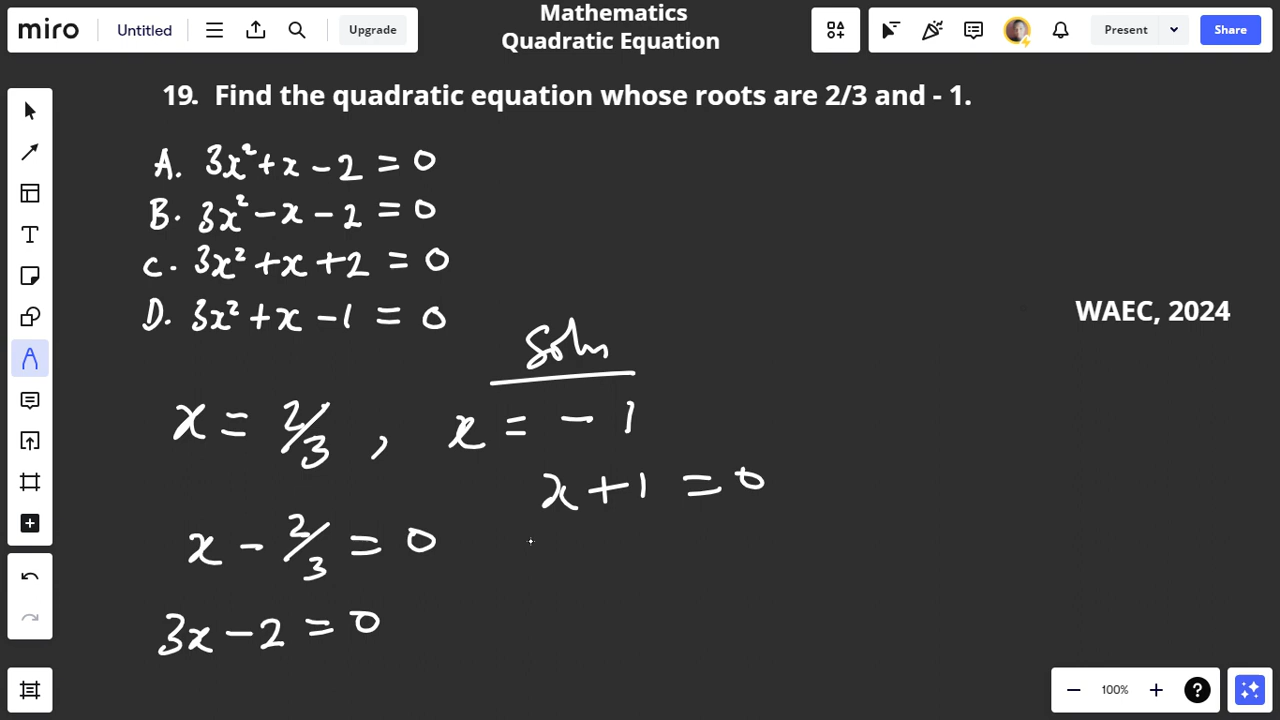 miro Untitled Upgrade
Mathematics
Quadratic Equation
Present Share
19. Find the quadratic equation whose roots are 2/3 and - 1.
A. 3x² + x - 2 = 0
B. 3x² - x - 2 = 0
C. 3x² + x + 2 = 0
D. 3x² + x - 1 = 0
WAEC, 2024
Soln
x = 2/3 , x = - 1
x + 1 = 0
x - 2/3 = 0
3x - 2 = 0
100%